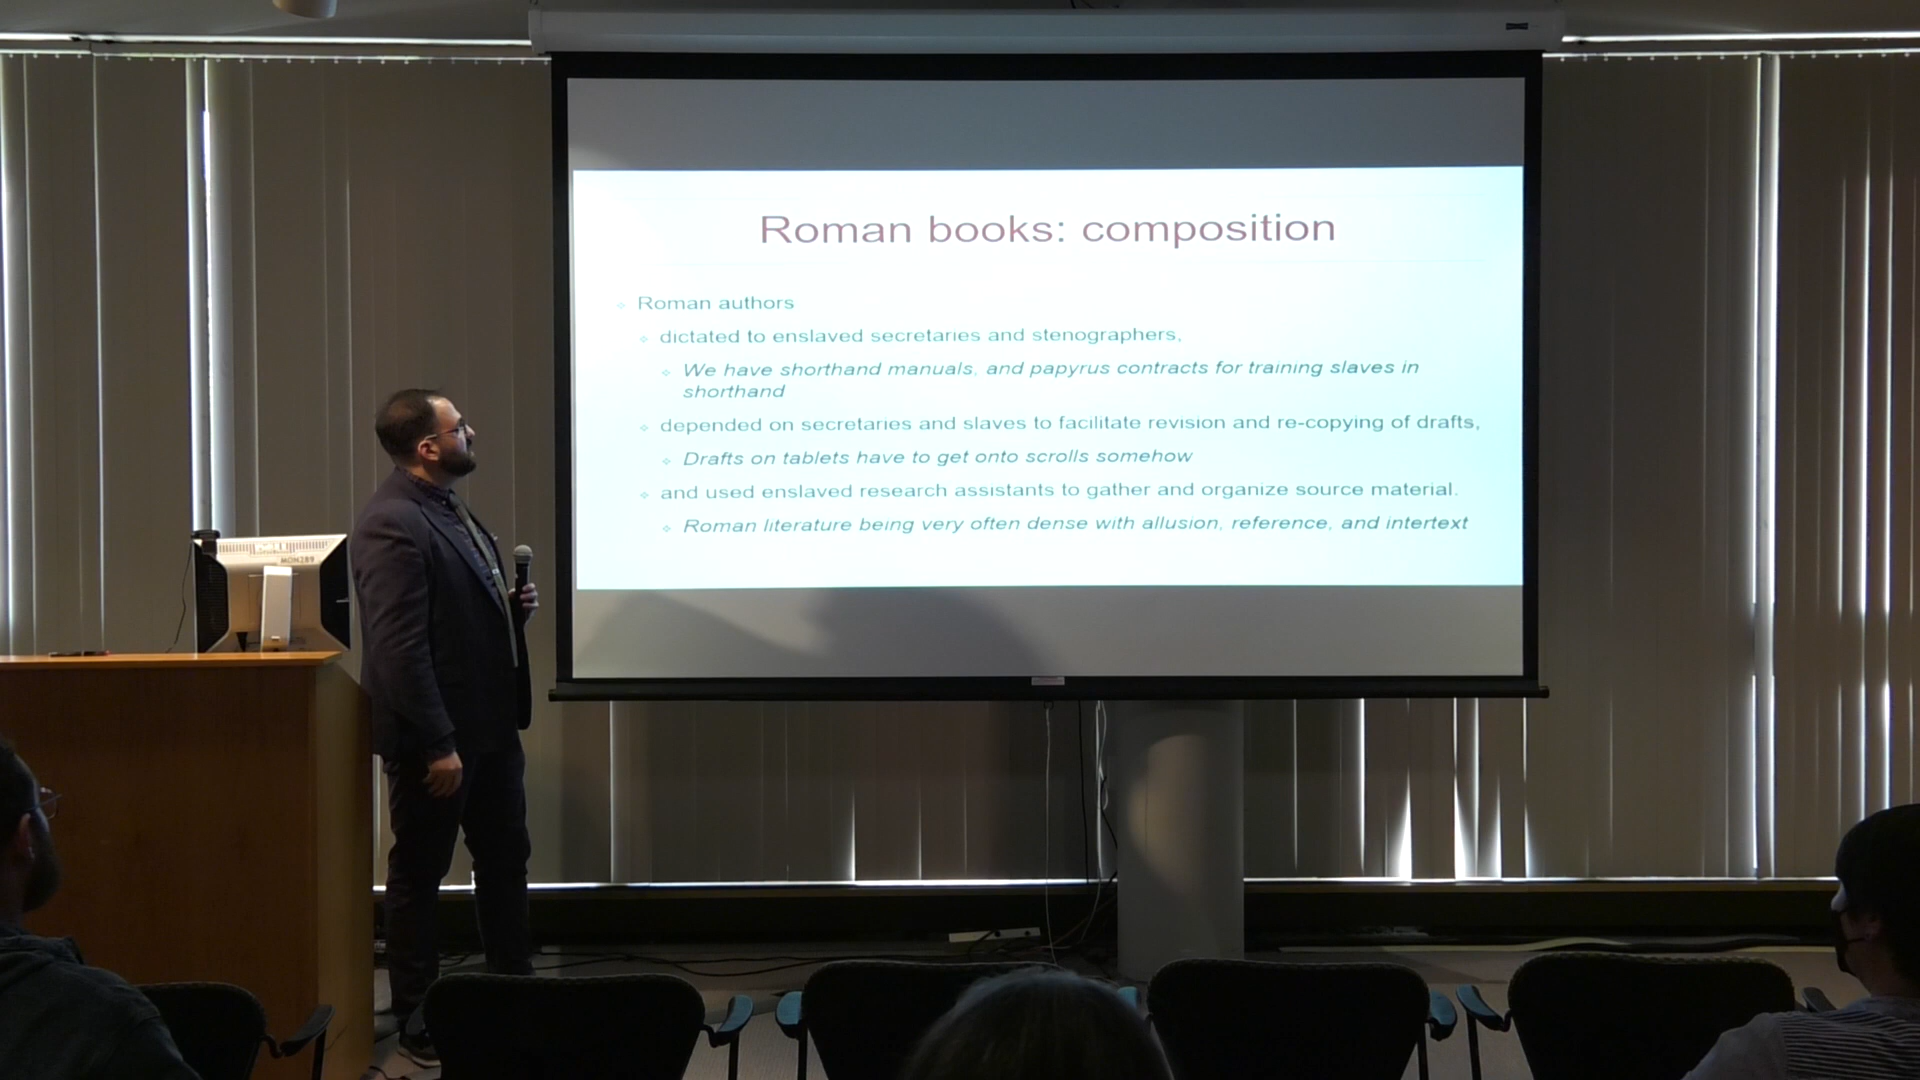 Roman books: composition
Roman authors
dictated to enslaved secretaries and stenographers,
We have shorthand manuals, and papyrus contracts for training slaves in
shorthand
depended on secretaries and slaves to facilitate revision and re-copying of drafts,
Drafts on tablets have to get onto scrolls somehow
and used enslaved research assistants to gather and organize source material.
Roman literature being very often dense with allusion, reference, and intertext
MON289